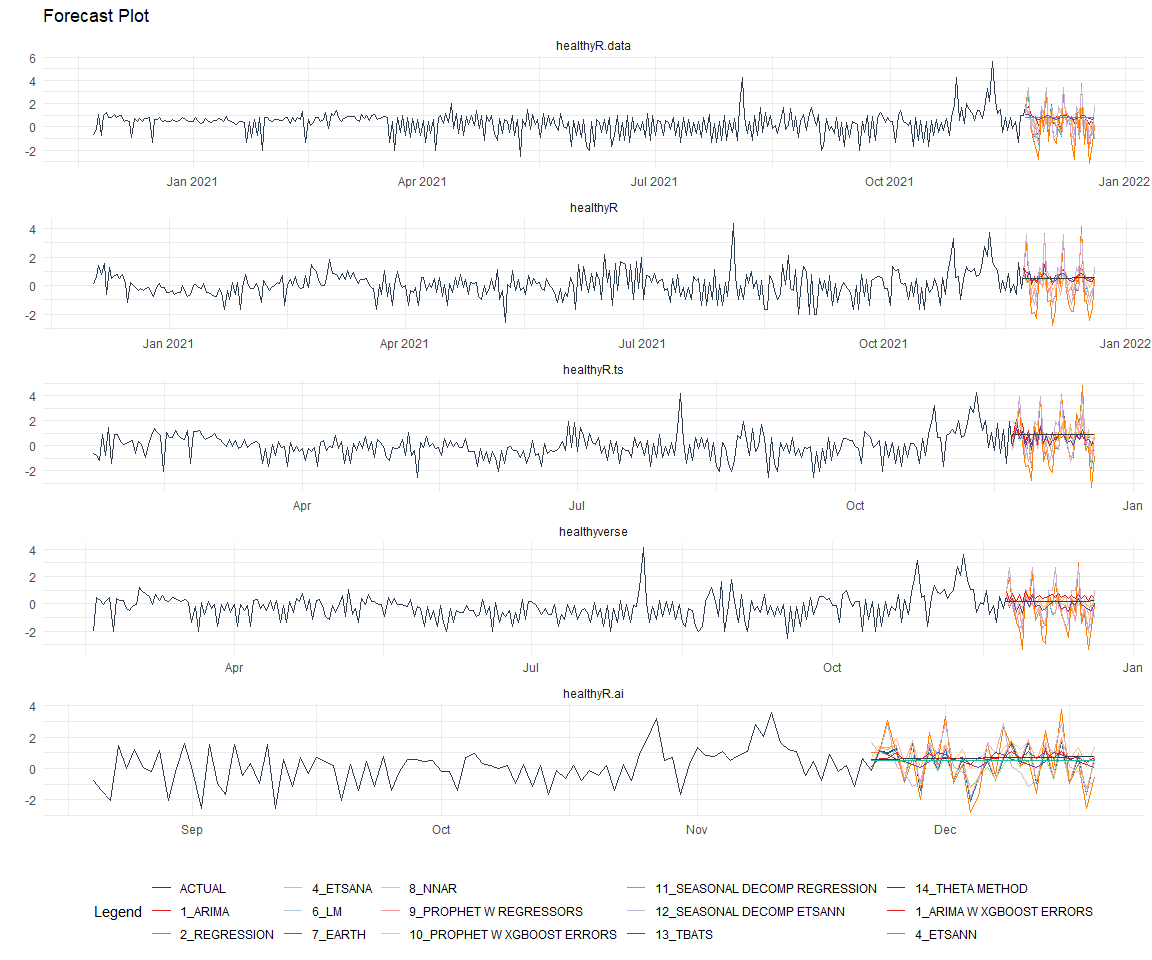 Forecast Plot
healthyR.data
6
4
2
0
-2
Jan 2021 Apr 2021 Jul 2021 Oct 2021 Jan 2022
healthyR
4
2
0
-2
Jan 2021 Apr 2021 Jul 2021 Oct 2021 Jan 2022
healthyR.ts
4
2
0
-2
Apr Jul Oct Jan
healthyverse
4
2
0
-2
Apr Jul Oct Jan
healthyR.ai
4
2
0
-2
Sep Oct Nov Dec
ACTUAL 4_ETSANA 8_NNAR 11_SEASONAL DECOMP REGRESSION 14_THETA METHOD
Legend 1_ARIMA 6_LM 9_PROPHET W REGRESSORS 12_SEASONAL DECOMP ETSANN 1_ARIMA W XGBOOST ERRORS
2_REGRESSION 7_EARTH 10_PROPHET W XGBOOST ERRORS 13_TBATS 4_ETSANN